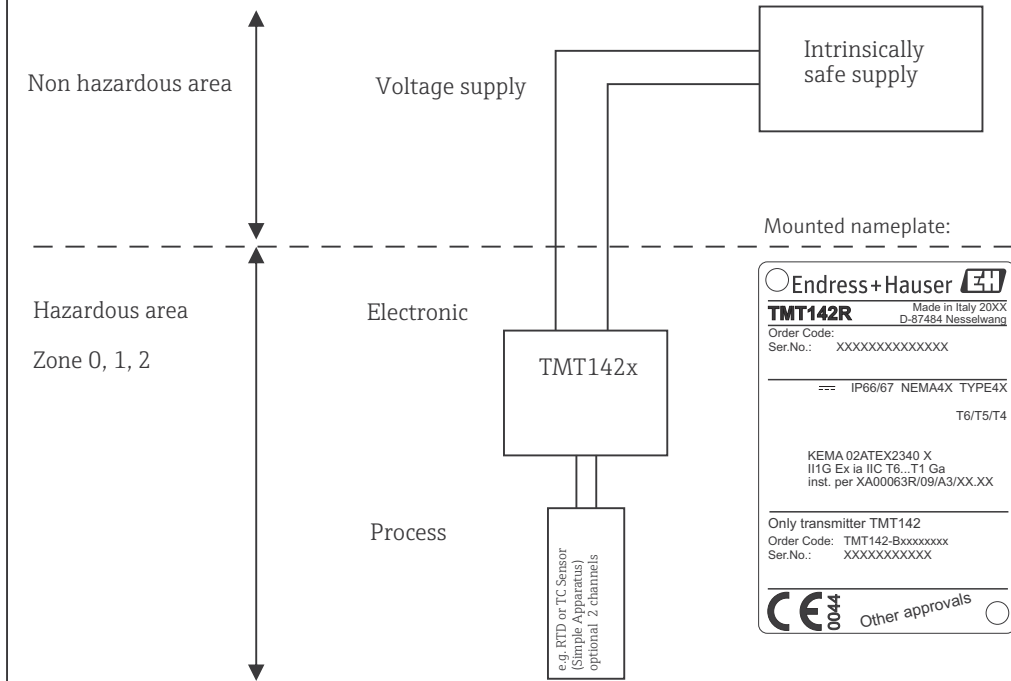 Non hazardous area
Voltage supply
Intrinsically
safe supply
Mounted nameplate:
Hazardous area
Zone 0, 1, 2
Electronic
TMT142x
Process
e.g. RTD or TC Sensor
(Simple Apparatus)
optional 2 channels
Endress+Hauser EH
TMT142R
Made in Italy 20XX
D-87484 Nesselwang
Order Code:
Ser.No.: XXXXXXXXXXXXXX
IP66/67 NEMA4X TYPE4X
T6/T5/T4
KEMA 02ATEX2340 X
II1G Ex ia IIC T6...T1 Ga
inst. per XA00063R/09/A3/XX.XX
Only transmitter TMT142
Order Code: TMT142-Bxxxxxxxx
Ser.No.: XXXXXXXXXXX
CE 0044 Other approvals